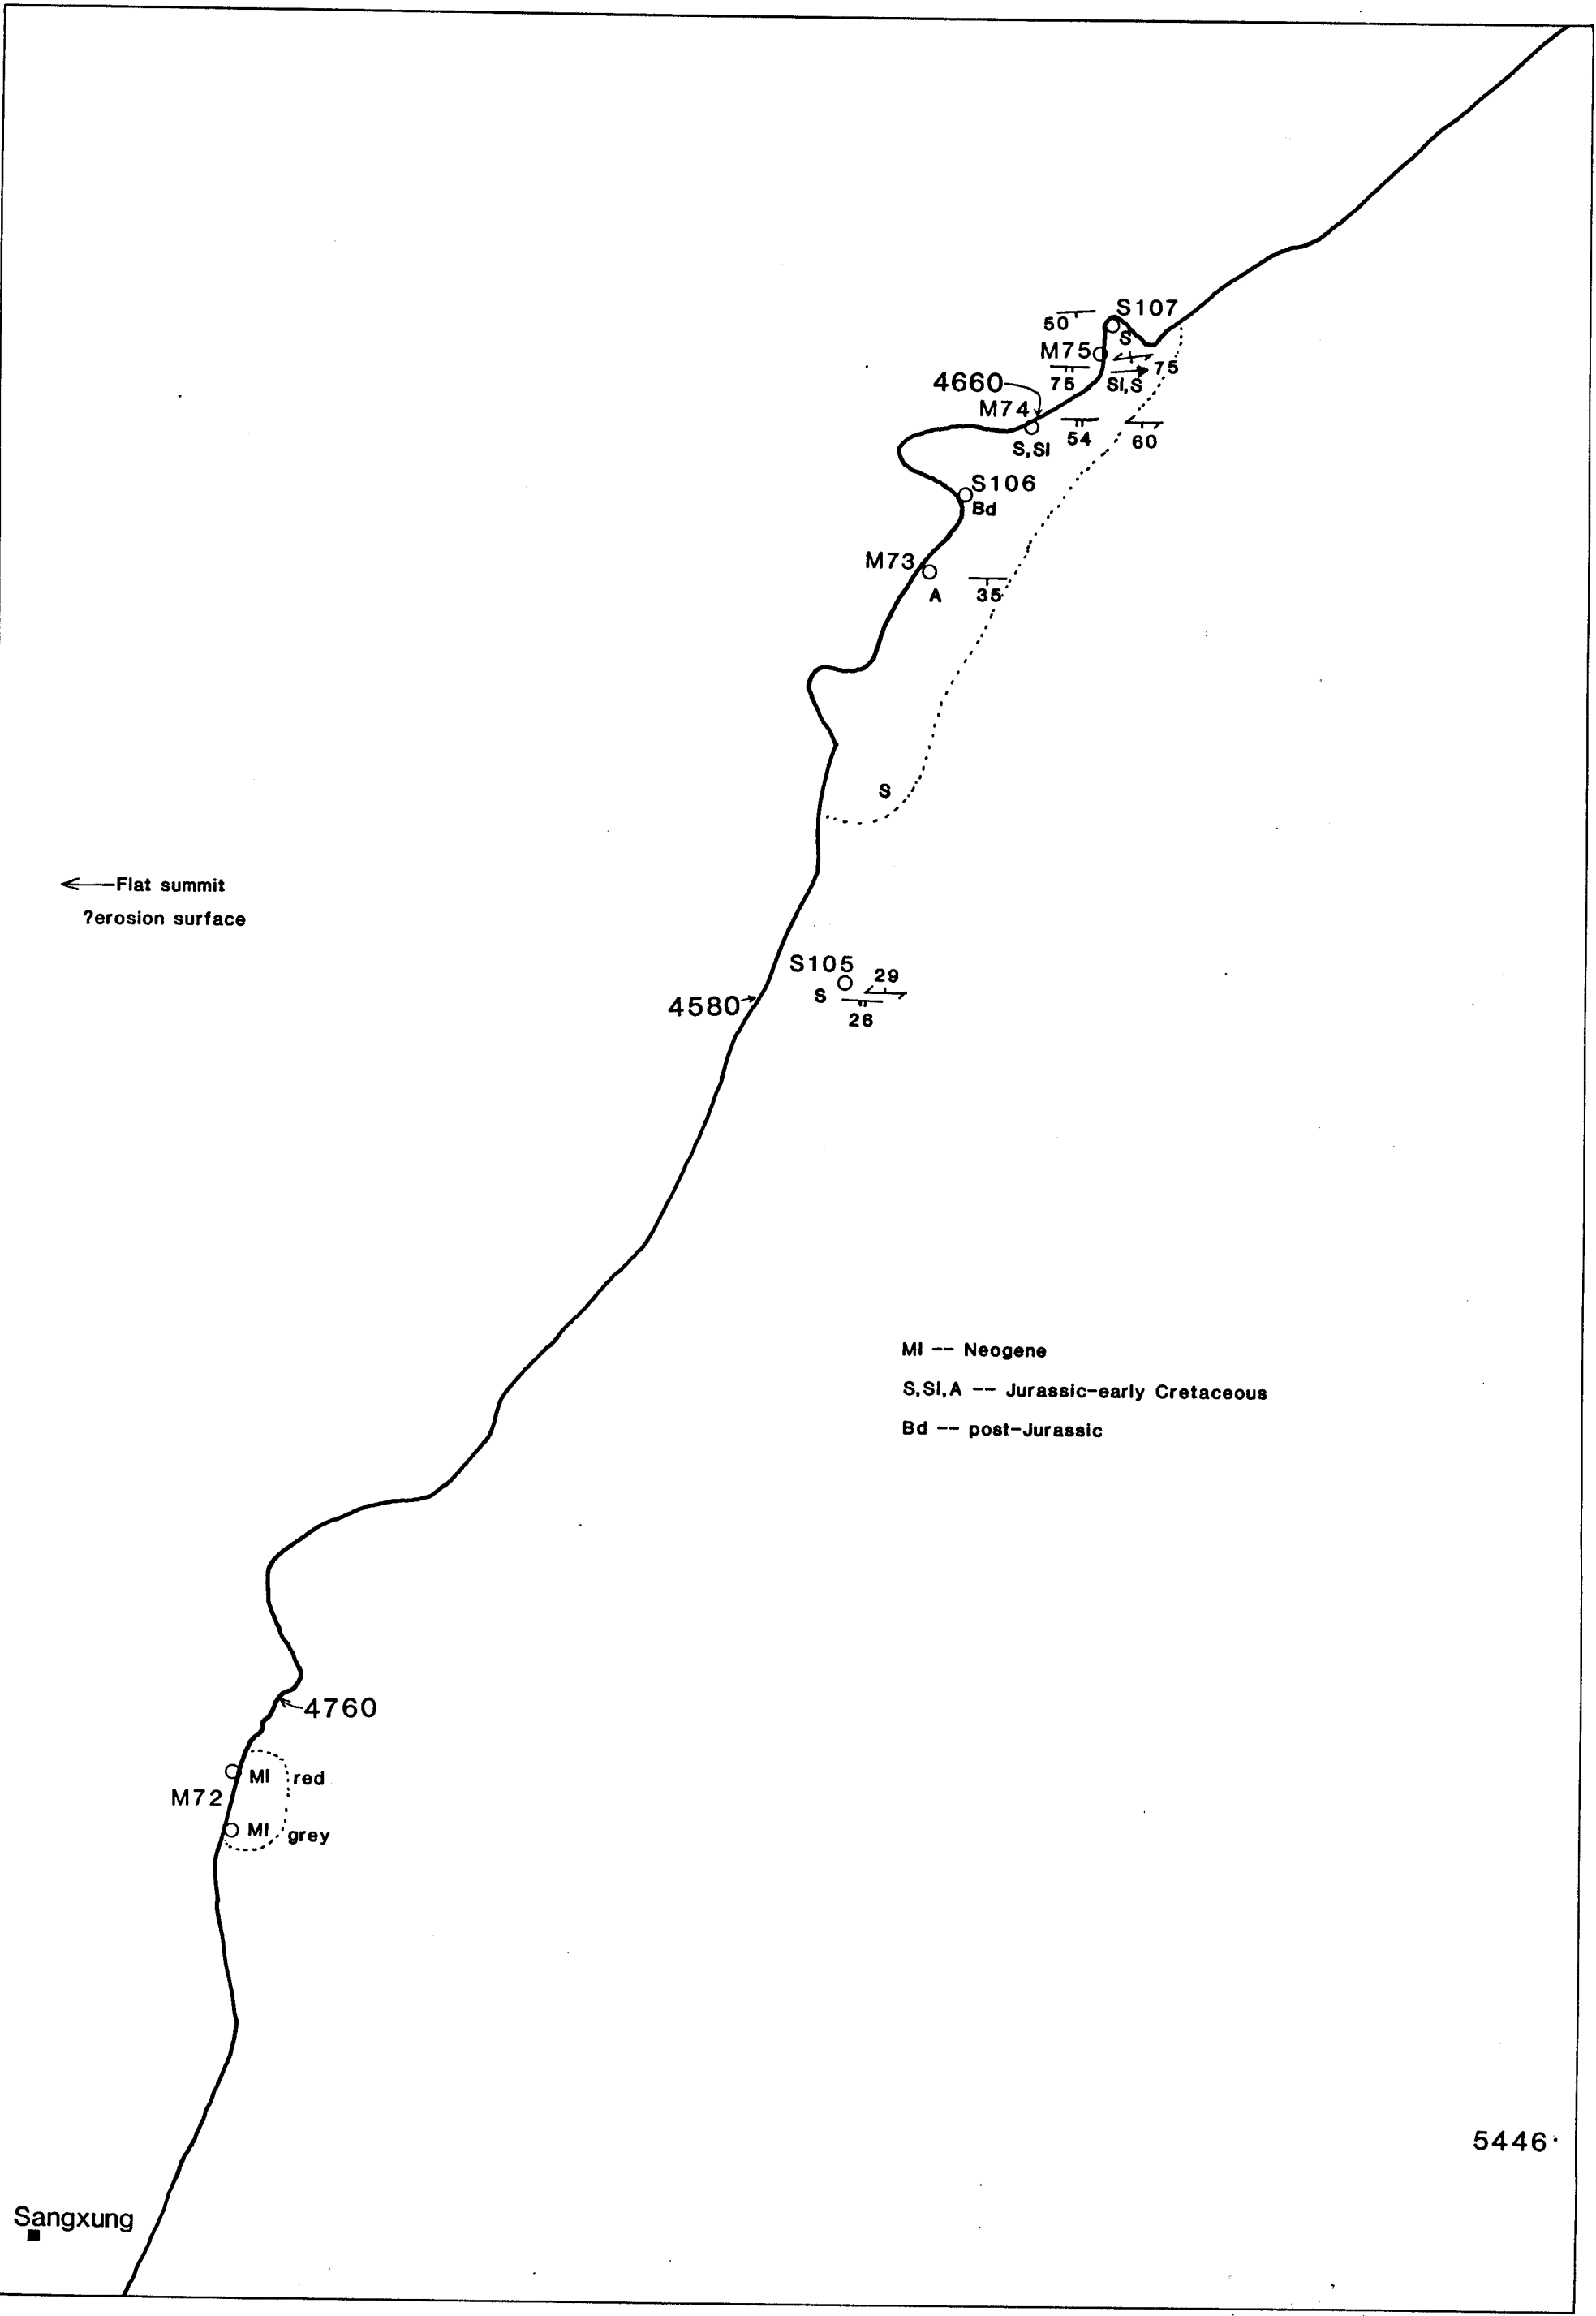 S107
50
S
M75
75
75
SI,S
4660
M74
54
60
S,SI
S106
Bd
M73
A
35
S
Flat summit
?erosion surface
S105
29
S
4580
26
MI -- Neogene
S,SI,A -- Jurassic-early Cretaceous
Bd -- post-Jurassic
4760
MI red
M72
MI grey
5446
Sangxung